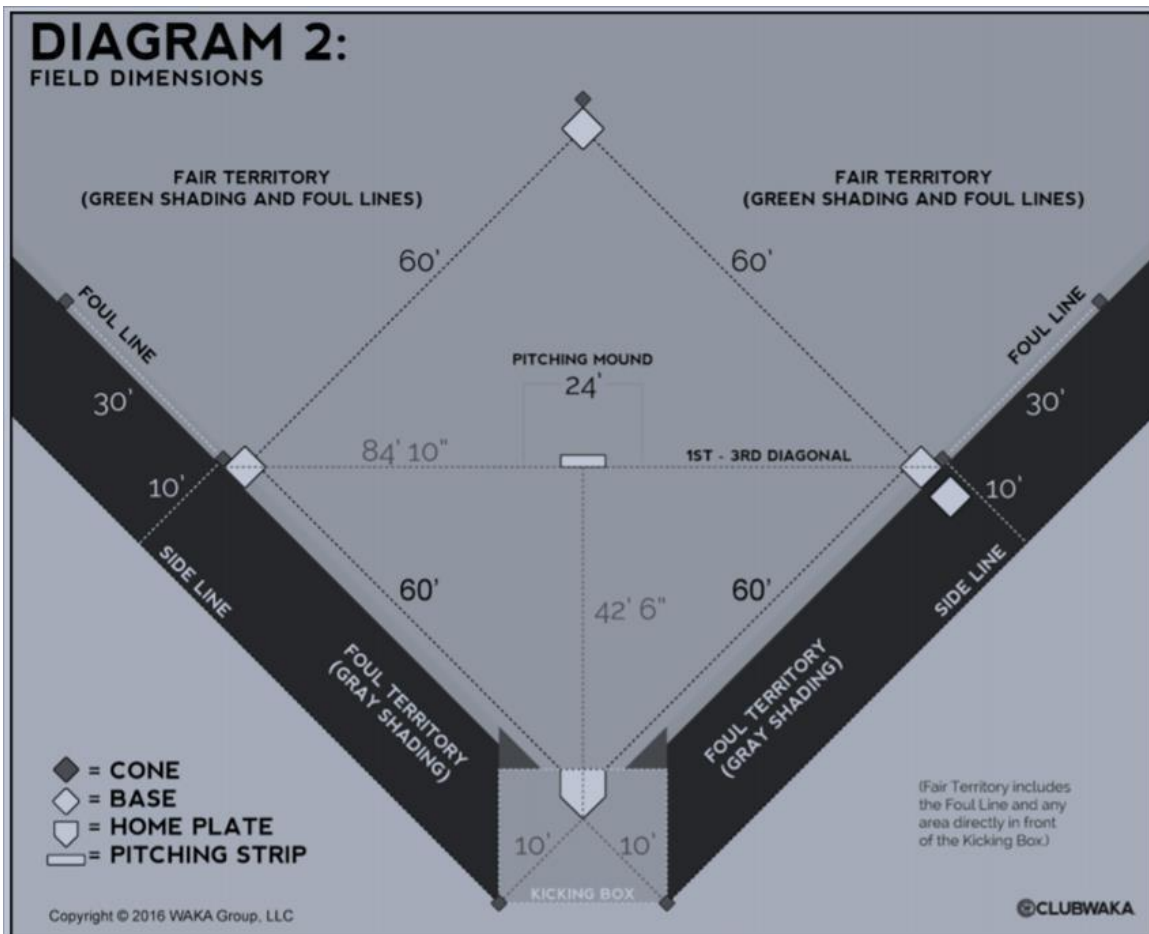 DIAGRAM 2:
FIELD DIMENSIONS
FAIR TERRITORY
(GREEN SHADING AND FOUL LINES)
FAIR TERRITORY
(GREEN SHADING AND FOUL LINES)
60'
60'
FOUL LINE
FOUL LINE
PITCHING MOUND
24'
30'
30'
84' 10"
1ST - 3RD DIAGONAL
10'
10'
SIDE LINE
SIDE LINE
60'
60'
42' 6"
FOUL TERRITORY
(GRAY SHADING)
FOUL TERRITORY
(GRAY SHADING)
= CONE
= BASE
= HOME PLATE
= PITCHING STRIP
(Fair Territory includes
the Foul Line and any
area directly in front
of the Kicking Box.)
10'
10'
KICKING BOX
Copyright © 2016 WAKA Group, LLC
CLUBWAKA